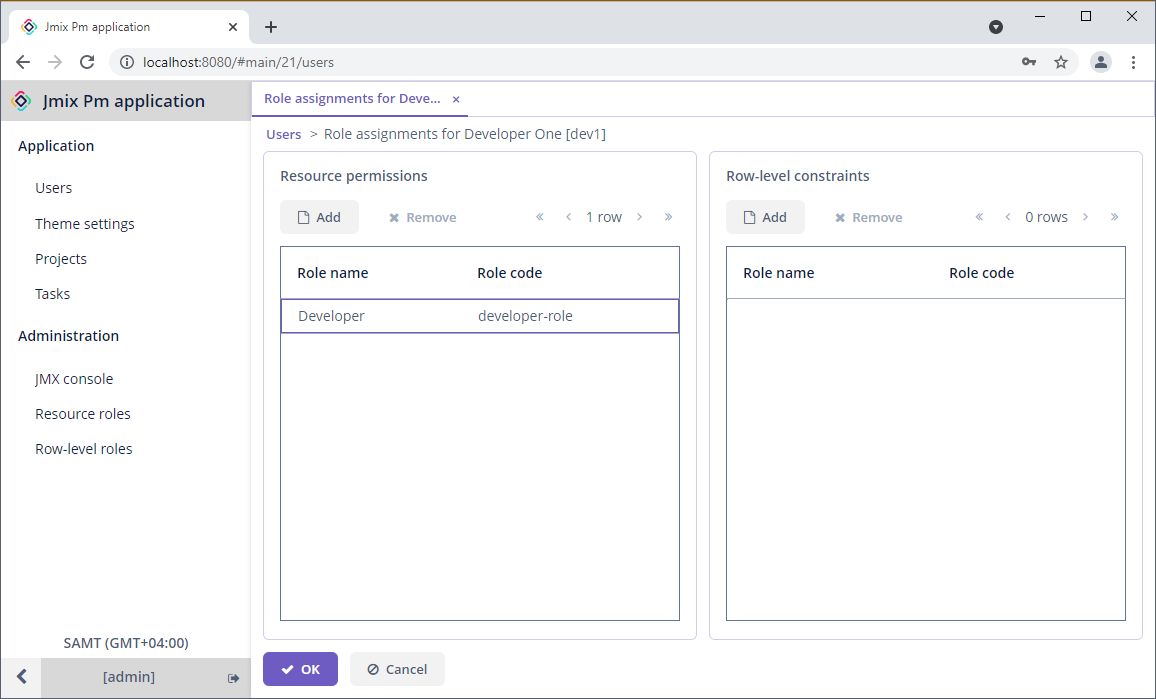 Jmix Pm application
localhost:8080/#main/21/users
Jmix Pm application
Application
Users
Theme settings
Projects
Tasks
Administration
JMX console
Resource roles
Row-level roles
SAMT (GMT+04:00)
[admin]
Role assignments for Deve...
Users > Role assignments for Developer One [dev1]
Resource permissions
Add Remove 1 row
Role name Role code
Developer developer-role
Row-level constraints
Add Remove 0 rows
Role name Role code
OK Cancel